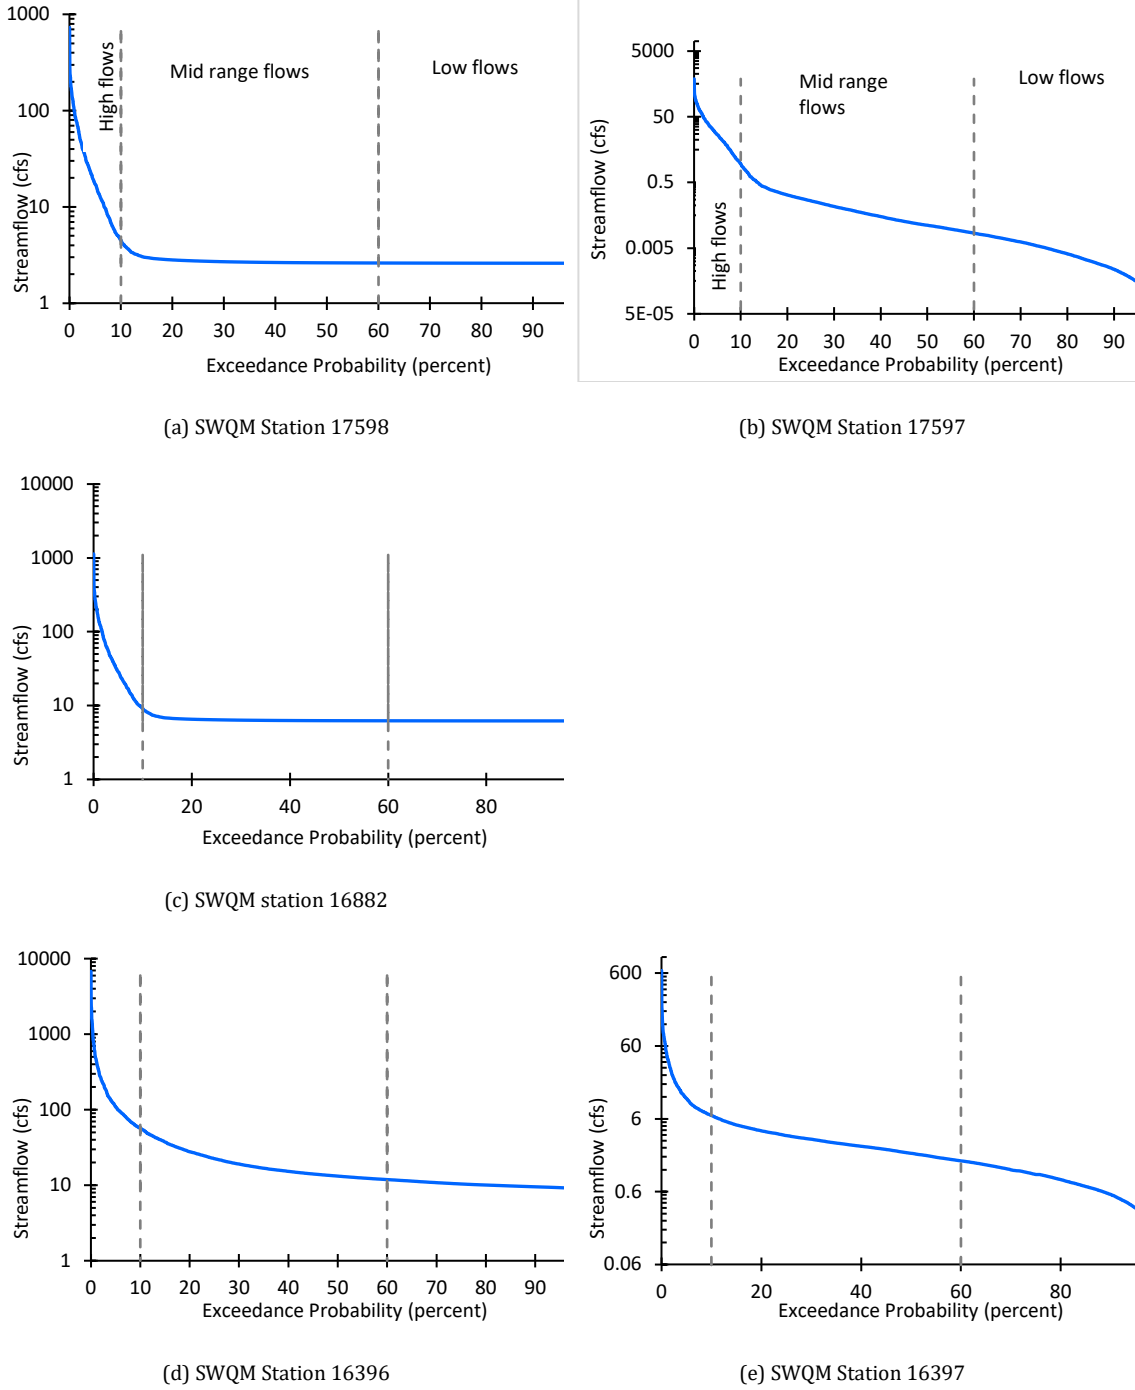 1000
100
10
1
Streamflow (cfs)
High flows
Mid range flows
Low flows
0 10 20 30 40 50 60 70 80 90
Exceedance Probability (percent)
(a) SWQM Station 17598
5000
50
0.5
0.005
5E-05
Streamflow (cfs)
High flows
Mid range
flows
Low flows
0 10 20 30 40 50 60 70 80 90
Exceedance Probability (percent)
(b) SWQM Station 17597
10000
1000
100
10
1
Streamflow (cfs)
0 20 40 60 80
Exceedance Probability (percent)
(c) SWQM station 16882
10000
1000
100
10
1
Streamflow (cfs)
0 10 20 30 40 50 60 70 80 90
Exceedance Probability (percent)
(d) SWQM Station 16396
600
60
6
0.6
0.06
Streamflow (cfs)
0 20 40 60 80
Exceedance Probability (percent)
(e) SWQM Station 16397